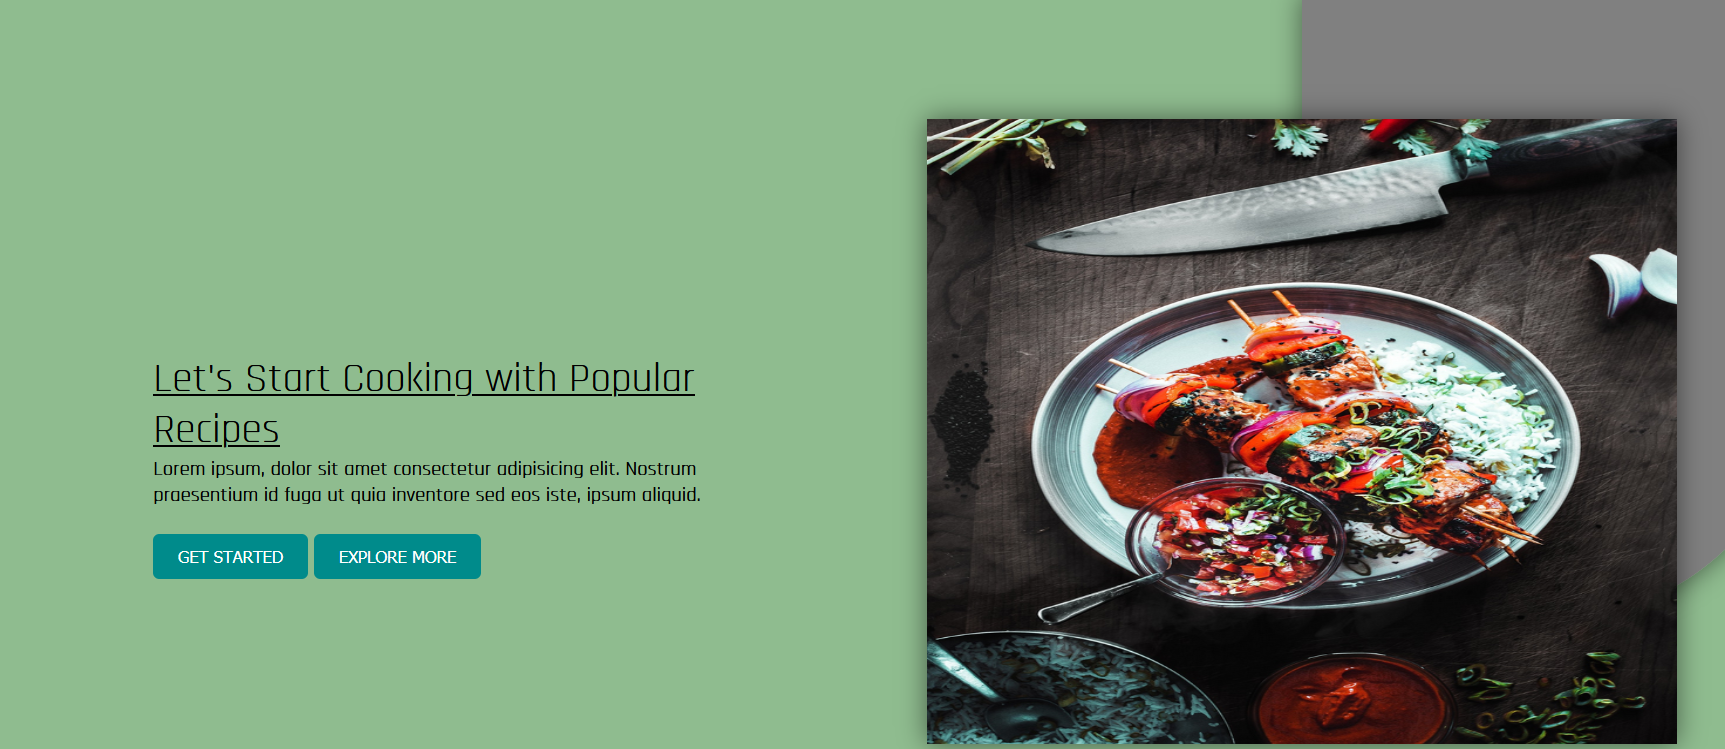 Let's Start Cooking with Popular
Recipes
Lorem ipsum, dolor sit amet consectetur adipisicing elit. Nostrum
praesentium id fuga ut quia inventore sed eos iste, ipsum aliquid.
GET STARTED EXPLORE MORE